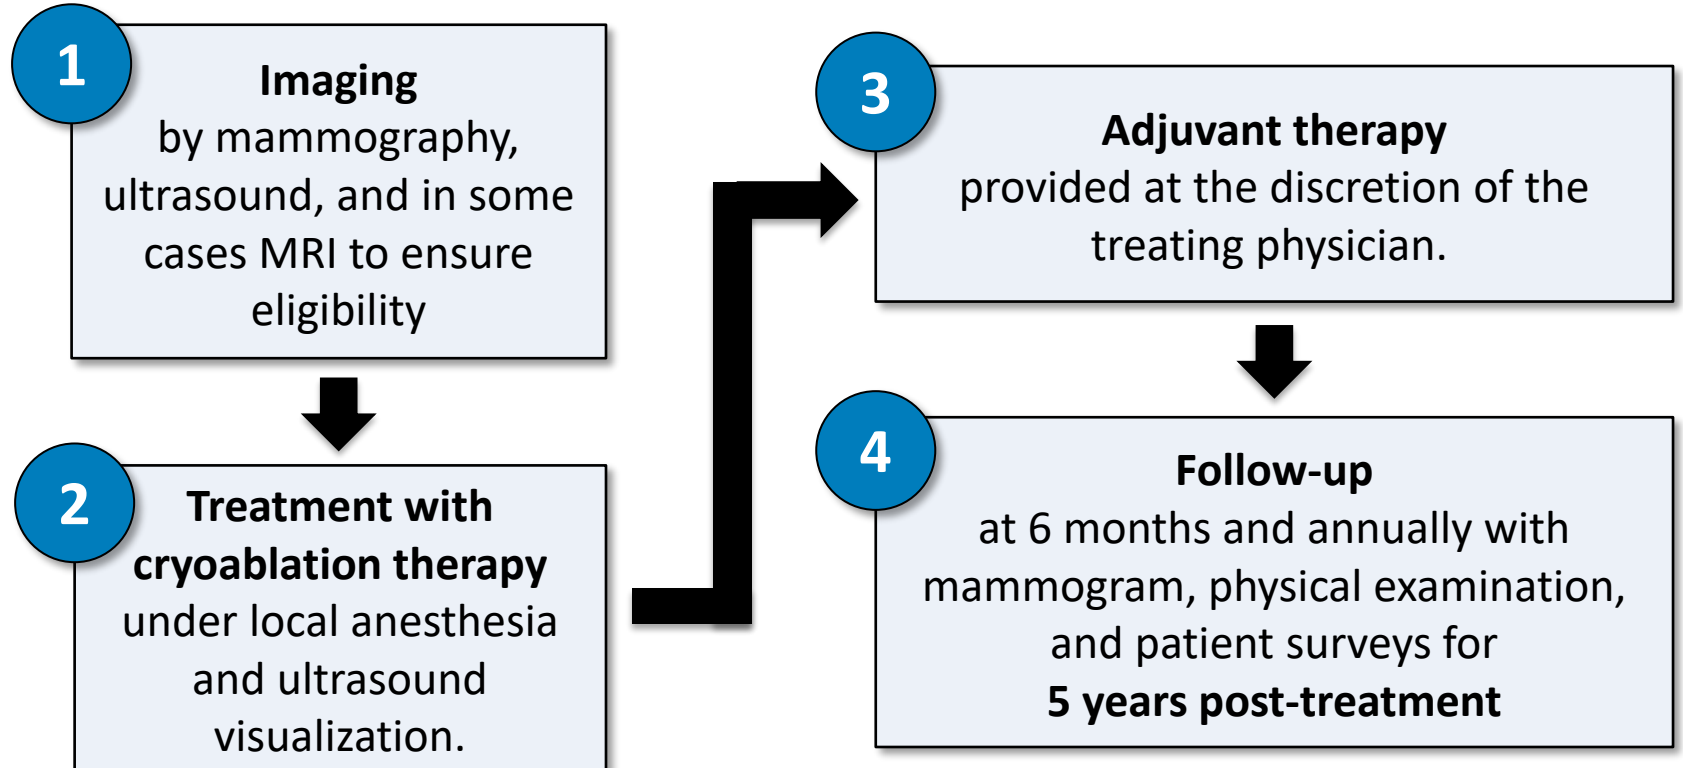 1
Imaging
by mammography,
ultrasound, and in some
cases MRI to ensure
eligibility
2
Treatment with
cryoablation therapy
under local anesthesia
and ultrasound
visualization.
3
Adjuvant therapy
provided at the discretion of the
treating physician.
4
Follow-up
at 6 months and annually with
mammogram, physical examination,
and patient surveys for
5 years post-treatment